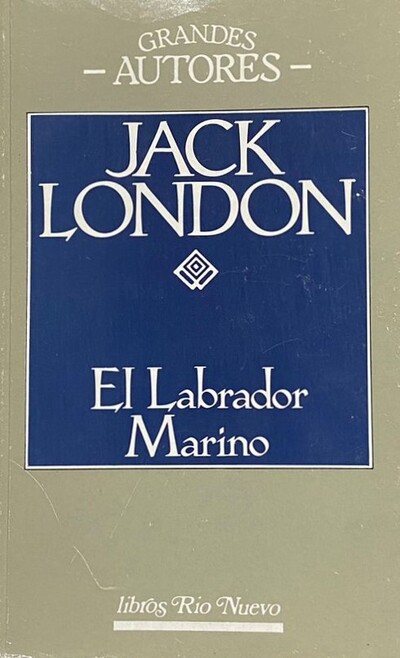 GRANDES
– AUTORES –
JACK
LONDON
El Labrador
Marino
libros Río Nuevo